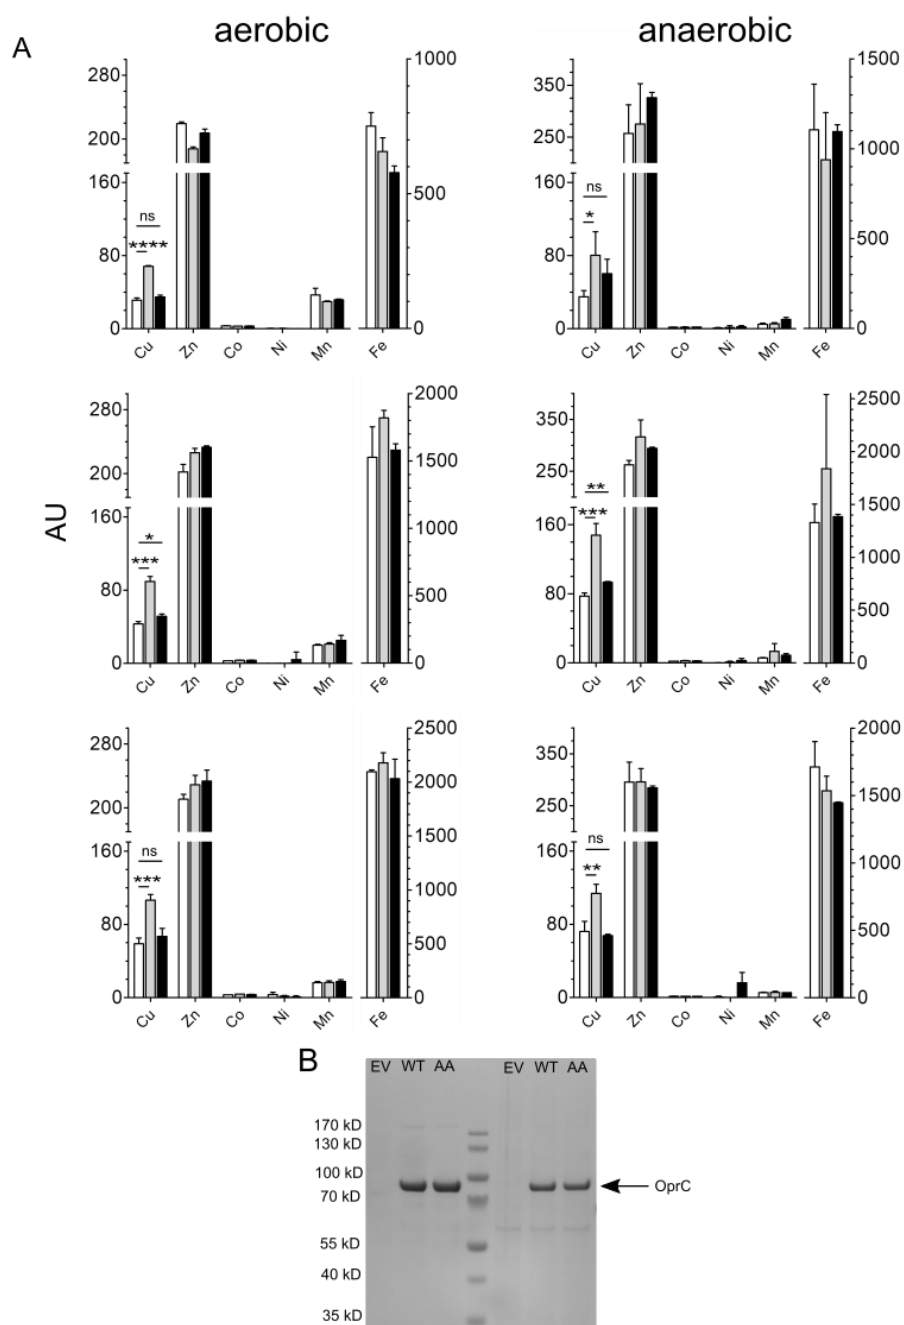 A
aerobic
anaerobic
AU
280
200
160
80
0
1000
500
0
ns
****
Cu Zn Co Ni Mn Fe
350
250
160
80
0
1500
1000
500
0
ns
*
Cu Zn Co Ni Mn Fe
280
200
160
80
0
2000
1500
1000
500
0
*
***
Cu Zn Co Ni Mn Fe
350
250
160
80
0
2500
2000
1500
1000
500
0
**
***
Cu Zn Co Ni Mn Fe
280
200
160
80
0
2500
2000
1500
1000
500
0
ns
***
Cu Zn Co Ni Mn Fe
350
250
160
80
0
2000
1500
1000
500
0
ns
**
Cu Zn Co Ni Mn Fe
B
EV WT AA EV WT AA
170 kD
130 kD
100 kD
70 kD
55 kD
40 kD
35 kD
OprC